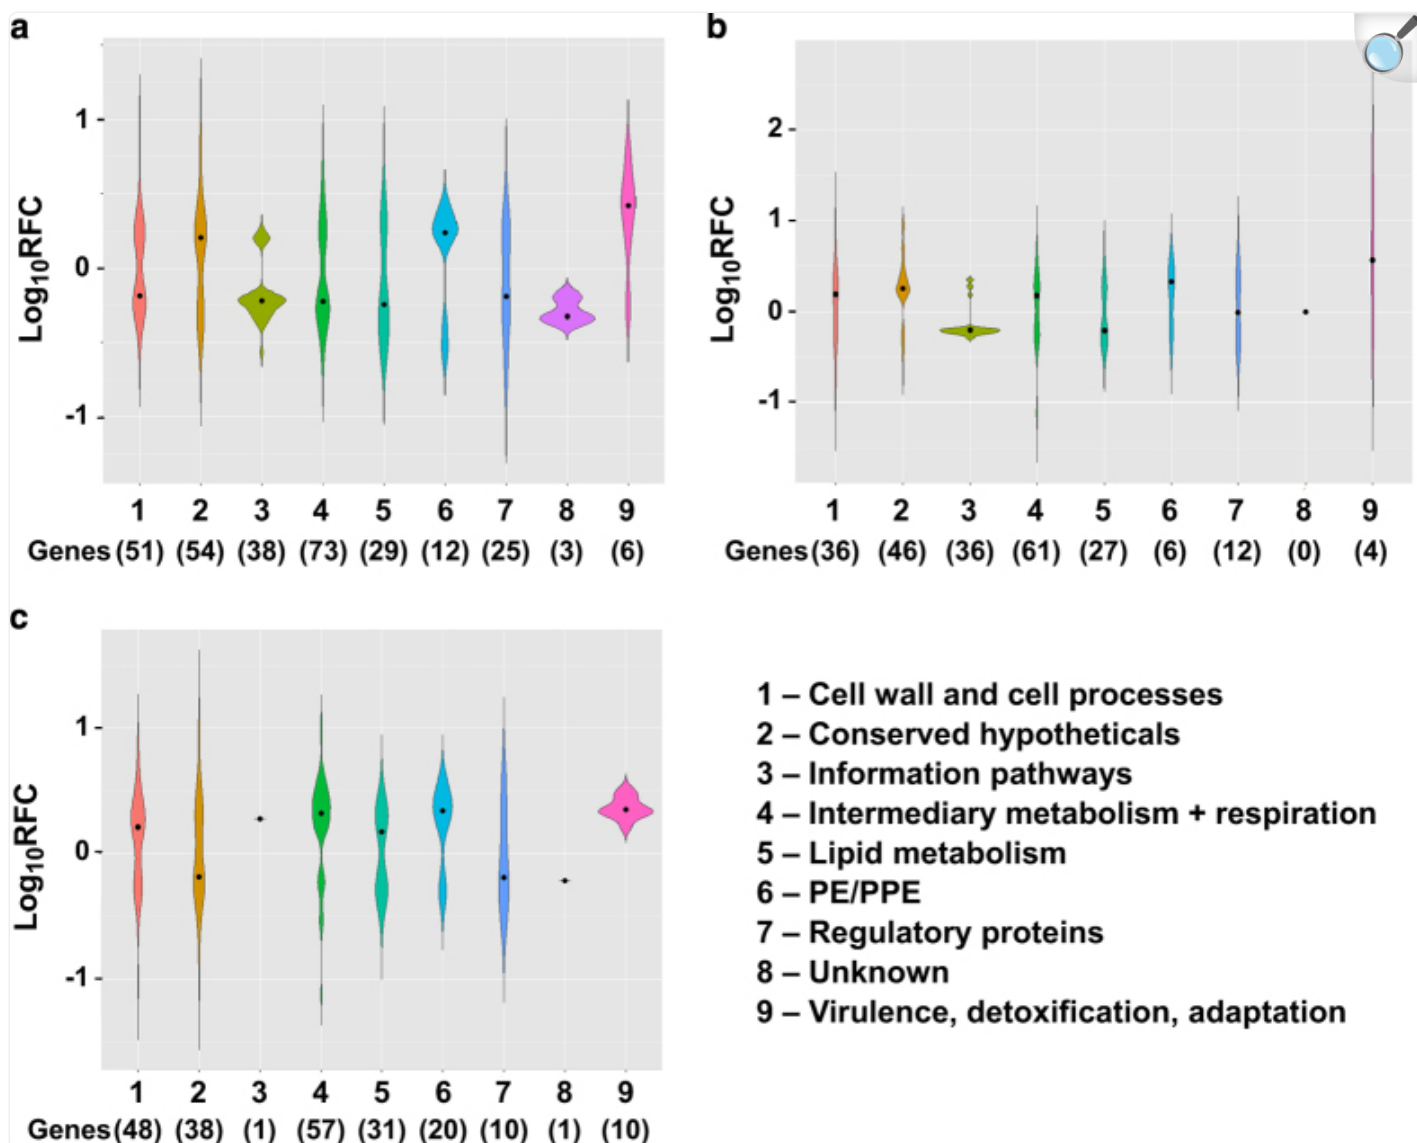 a
1
0
-1
Log10RFC
1 2 3 4 5 6 7 8 9
Genes (51) (54) (38) (73) (29) (12) (25) (3) (6)
b
2
1
0
-1
Log10RFC
1 2 3 4 5 6 7 8 9
Genes (36) (46) (36) (61) (27) (6) (12) (0) (4)
c
1
0
-1
Log10RFC
1 2 3 4 5 6 7 8 9
Genes (48) (38) (1) (57) (31) (20) (10) (1) (10)
1 – Cell wall and cell processes
2 – Conserved hypotheticals
3 – Information pathways
4 – Intermediary metabolism + respiration
5 – Lipid metabolism
6 – PE/PPE
7 – Regulatory proteins
8 – Unknown
9 – Virulence, detoxification, adaptation